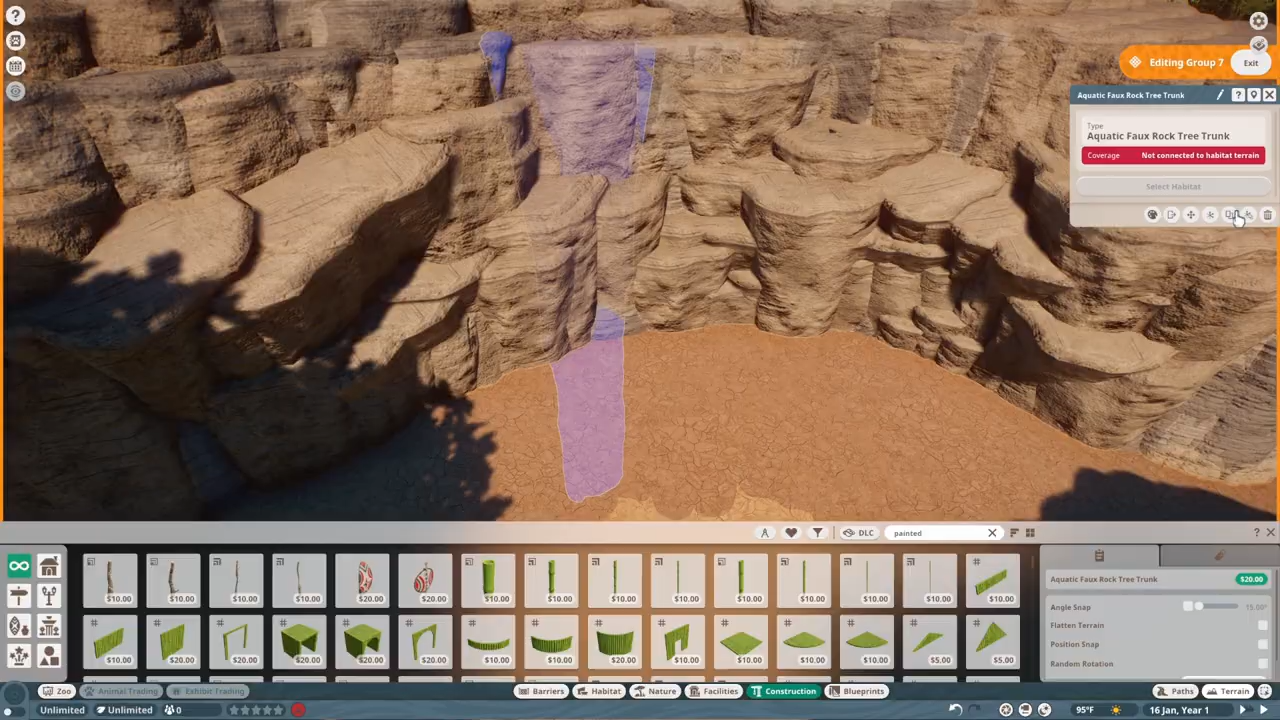 Editing Group 7
Exit
Aquatic Faux Rock Tree Trunk
Type
Aquatic Faux Rock Tree Trunk
Coverage Not connected to habitat terrain
Select Habitat
DLC
painted
$10.00 $10.00 $10.00 $10.00 $20.00 $20.00 $10.00 $10.00 $10.00 $10.00 $10.00 $10.00 $10.00 $10.00 $10.00
$10.00 $20.00 $20.00 $20.00 $20.00 $20.00 $10.00 $10.00 $20.00 $10.00 $10.00 $10.00 $10.00 $5.00 $5.00
Aquatic Faux Rock Tree Trunk $20.00
Angle Snap 15.00°
Flatten Terrain
Position Snap
Random Rotation
Zoo Animal Trading Exhibit Trading Barriers Habitat Nature Facilities Construction Blueprints Paths Terrain
Unlimited Unlimited 0 95°F 16 Jan, Year 1